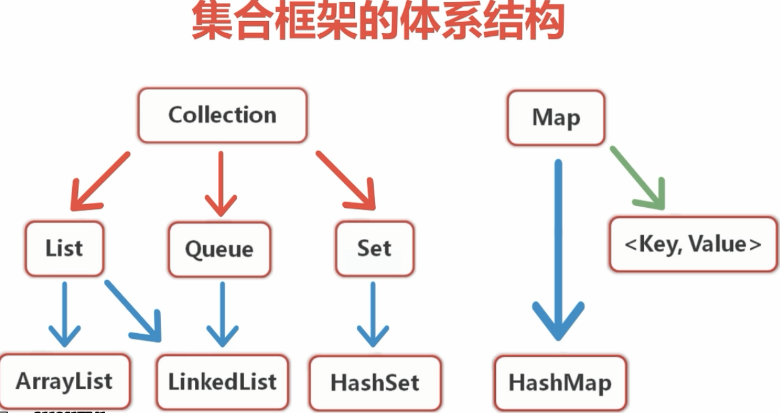 集合框架的体系结构
Collection
Map
List
Queue
Set
<Key, Value>
ArrayList
LinkedList
HashSet
HashMap